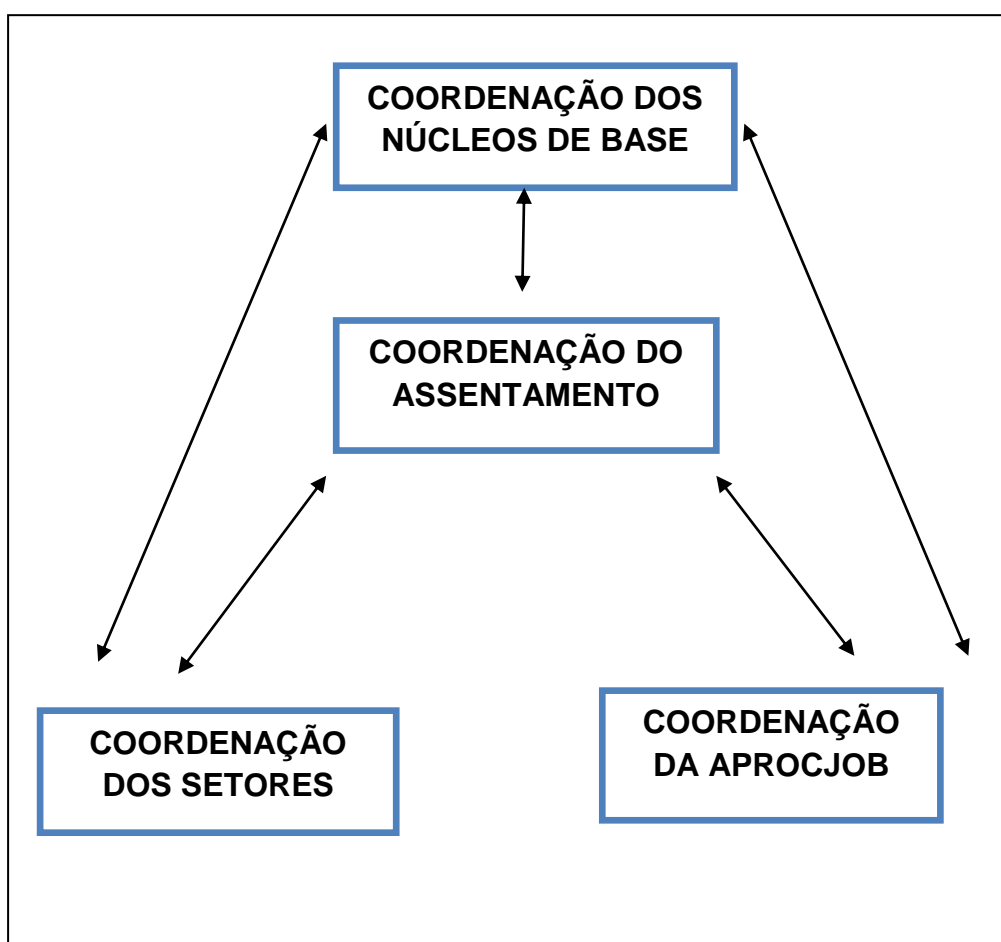 COORDENAÇÃO DOS
NÚCLEOS DE BASE
COORDENAÇÃO DO
ASSENTAMENTO
COORDENAÇÃO
DOS SETORES
COORDENAÇÃO
DA APROCJOB